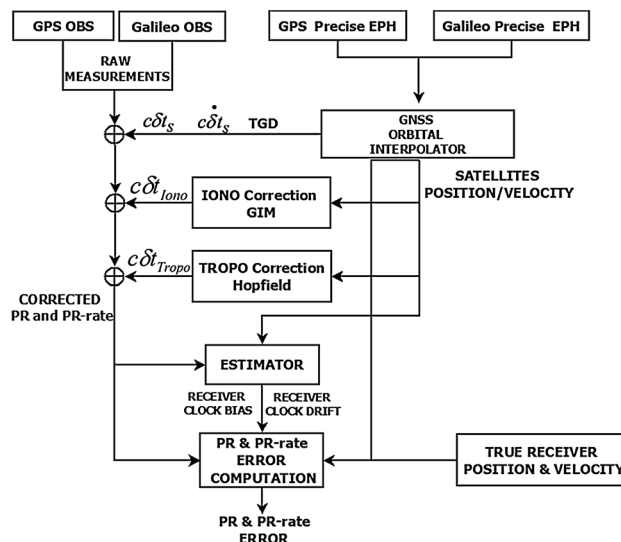 GPS OBS
Galileo OBS
GPS Precise EPH
Galileo Precise EPH
RAW
MEASUREMENTS
cδt_s cδṫ_s TGD
GNSS
ORBITAL
INTERPOLATOR
SATELLITES
POSITION/VELOCITY
cδt_Iono
IONO Correction
GIM
cδt_Tropo
TROPO Correction
Hopfield
CORRECTED
PR and PR-rate
ESTIMATOR
RECEIVER
CLOCK BIAS
RECEIVER
CLOCK DRIFT
PR & PR-rate
ERROR
COMPUTATION
TRUE RECEIVER
POSITION & VELOCITY
PR & PR-rate
ERROR